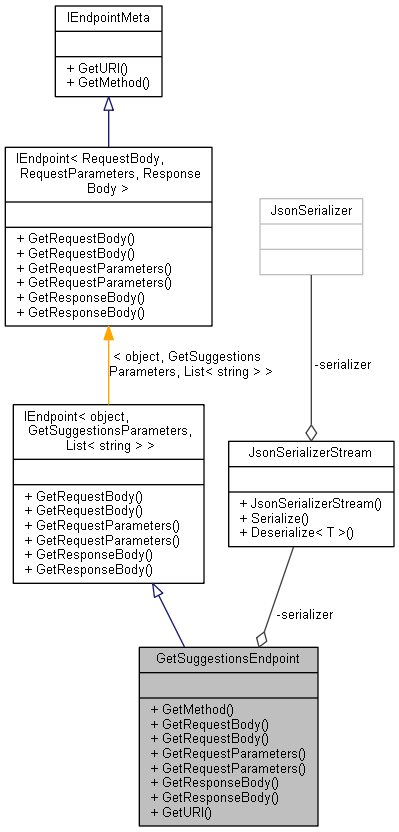 IEndpointMeta
+ GetURI()
+ GetMethod()
IEndpoint< RequestBody,
RequestParameters, Response
Body >
+ GetRequestBody()
+ GetRequestBody()
+ GetRequestParameters()
+ GetRequestParameters()
+ GetResponseBody()
+ GetResponseBody()
JsonSerializer
< object, GetSuggestions
Parameters, List< string > >
-serializer
IEndpoint< object,
GetSuggestionsParameters,
List< string > >
+ GetRequestBody()
+ GetRequestBody()
+ GetRequestParameters()
+ GetRequestParameters()
+ GetResponseBody()
+ GetResponseBody()
JsonSerializerStream
+ JsonSerializerStream()
+ Serialize()
+ Deserialize< T >()
-serializer
GetSuggestionsEndpoint
+ GetMethod()
+ GetRequestBody()
+ GetRequestBody()
+ GetRequestParameters()
+ GetRequestParameters()
+ GetResponseBody()
+ GetResponseBody()
+ GetURI()